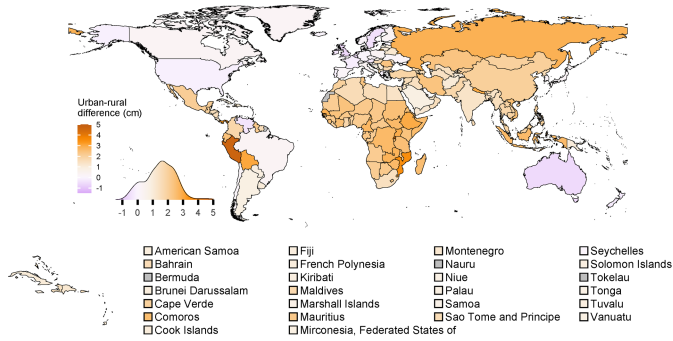 Urban-rural
difference (cm)
5
4
3
2
1
0
-1
-1 0 1 2 3 4 5
American Samoa Fiji Montenegro Seychelles
Bahrain French Polynesia Nauru Solomon Islands
Bermuda Kiribati Niue Tokelau
Brunei Darussalam Maldives Palau Tonga
Cape Verde Marshall Islands Samoa Tuvalu
Comoros Mauritius Sao Tome and Principe Vanuatu
Cook Islands Mirconesia, Federated States of